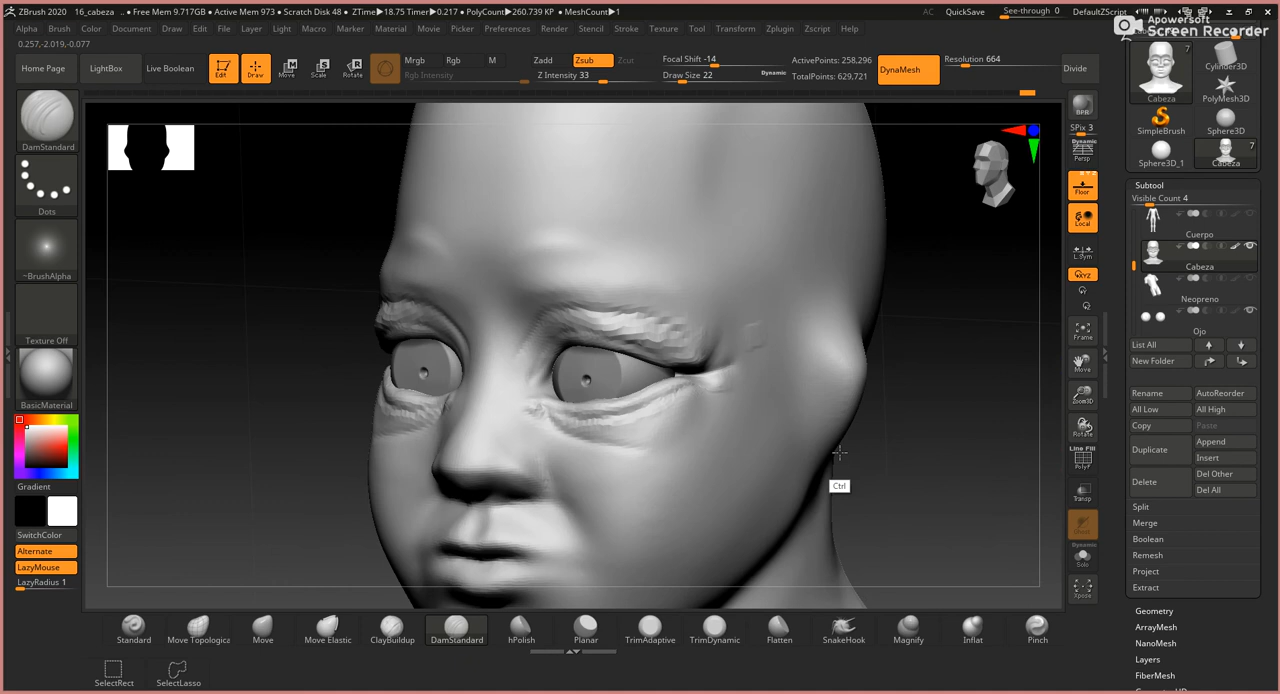 ZBrush 2020 16_cabeza .. • Free Mem 9.717GB • Active Mem 973 • Scratch Disk 48 • ZTime▶18.75 Timer▶0.217 • PolyCount▶260.739 KP • MeshCount▶1
AC QuickSave See-through 0 DefaultZScript
Apowersoft
Screen Recorder
Alpha Brush Color Document Draw Edit File Layer Light Macro Marker Material Movie Picker Preferences Render Stencil Stroke Texture Tool Transform Zplugin Zscript Help
0.257,-2.019,-0.077
Home Page LightBox Live Boolean
Edit Draw Move Scale Rotate
Mrgb Rgb M
Rgb Intensity
Zadd Zsub Zcut
Z Intensity 33
Focal Shift -14
Draw Size 22 Dynamic
ActivePoints: 258,296
TotalPoints: 629,721
DynaMesh
Resolution 664
Divide
DamStandard
Dots
~BrushAlpha
Texture Off
BasicMaterial
Gradient
SwitchColor
Alternate
LazyMouse
LazyRadius 1
Ctrl
BPR
SPix 3
Dynamic
Persp
Floor
Local
L.Sym
XYZ
Frame
Move
Zoom3D
Rotate
Line Fill
PolyF
Transp
Dynamic
Solo
Xpose
7
Cabeza
Cylinder3D
PolyMesh3D
SimpleBrush
Sphere3D
Sphere3D_1
7
Cabeza
Subtool
Visible Count 4
Cuerpo
Cabeza
Neopreno
Ojo
List All
New Folder
Rename AutoReorder
All Low All High
Copy Paste
Duplicate Append
Insert
Delete Del Other
Del All
Split
Merge
Boolean
Remesh
Project
Extract
Geometry
ArrayMesh
NanoMesh
Layers
FiberMesh
Standard Move Topologica Move Move Elastic ClayBuildup DamStandard hPolish Planar TrimAdaptive TrimDynamic Flatten SnakeHook Magnify Inflat Pinch
SelectRect SelectLasso